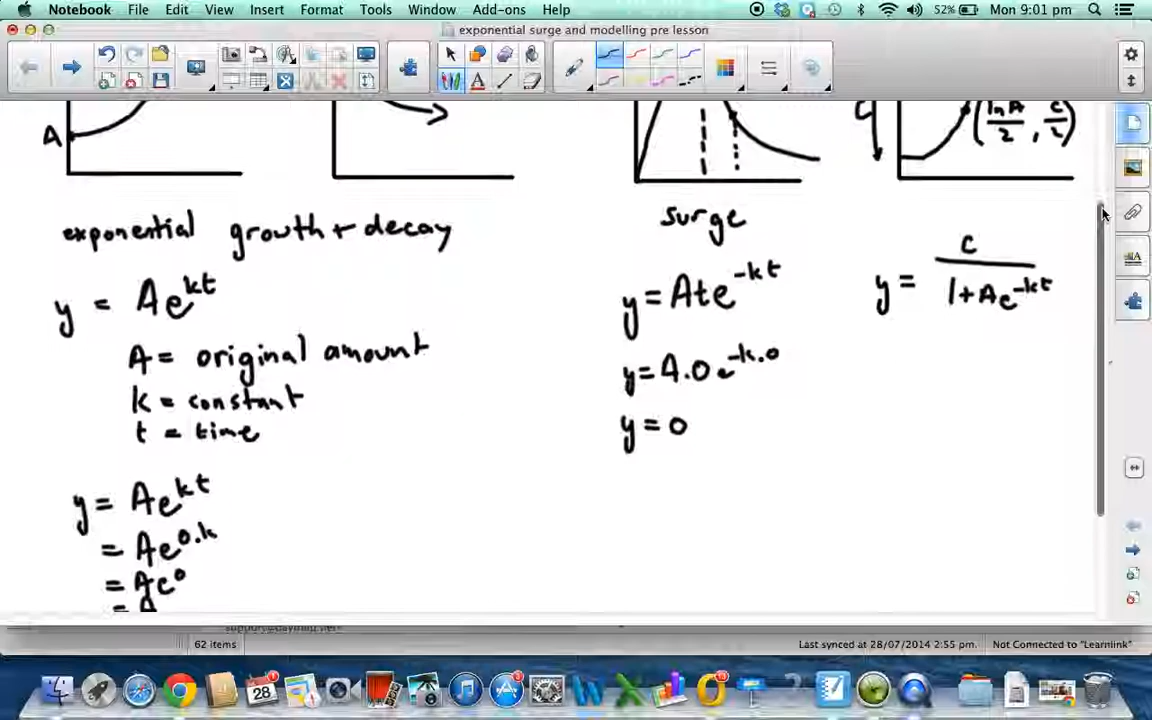 Notebook File Edit View Insert Format Tools Window Add-ons Help 52% Mon 9:01 pm
exponential surge and modelling pre lesson
A
(lnA/2, c/2)
exponential growth + decay
surge
y = Ae^kt
y = Ate^-kt
y = c/(1+Ae^-kt)
A = original amount
y = A.0e^-k.0
k = constant
t = time
y = 0
y = Ae^kt
= Ae^0.k
= Ae^0
= A
62 items
Last synced at 28/07/2014 2:55 pm. Not Connected to "Learnlink"
28